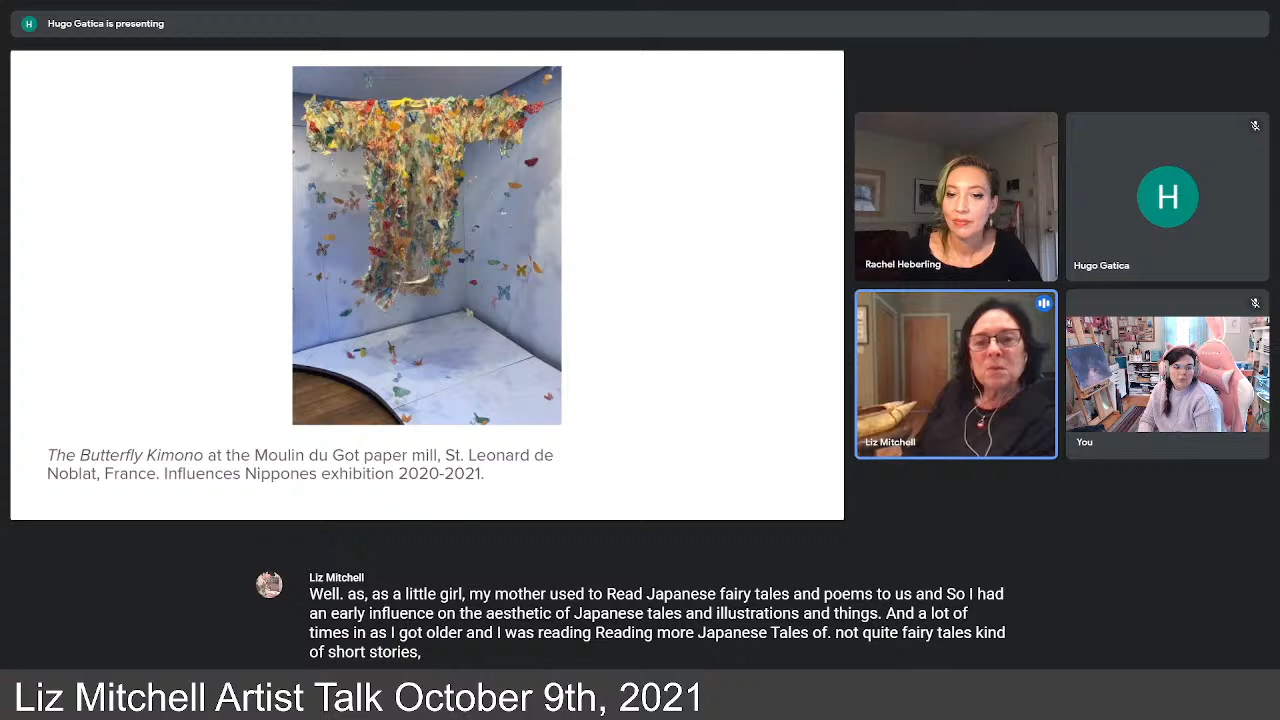 H Hugo Gatica is presenting
The Butterfly Kimono at the Moulin du Got paper mill, St. Leonard de
Noblat, France. Influences Nippones exhibition 2020-2021.
Rachel Heberling
H
Hugo Gatica
Liz Mitchell
You
Liz Mitchell
Well. as, as a little girl, my mother used to Read Japanese fairy tales and poems to us and So I had
an early influence on the aesthetic of Japanese tales and illustrations and things. And a lot of
times in as I got older and I was reading Reading more Japanese Tales of. not quite fairy tales kind
of short stories,
Liz Mitchell Artist Talk October 9th, 2021